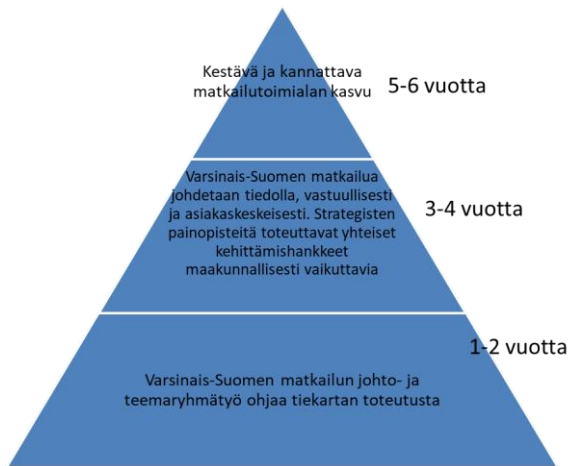 Kestävä ja kannattava
matkailutoimialan kasvu
5-6 vuotta
Varsinais-Suomen matkailua
johdetaan tiedolla, vastuullisesti
ja asiakaskeskeisesti. Strategisten
painopisteitä toteuttavat yhteiset
kehittämishankkeet
maakunnallisesti vaikuttavia
3-4 vuotta
1-2 vuotta
Varsinais-Suomen matkailun johto- ja
teemaryhmätyö ohjaa tiekartan toteutusta